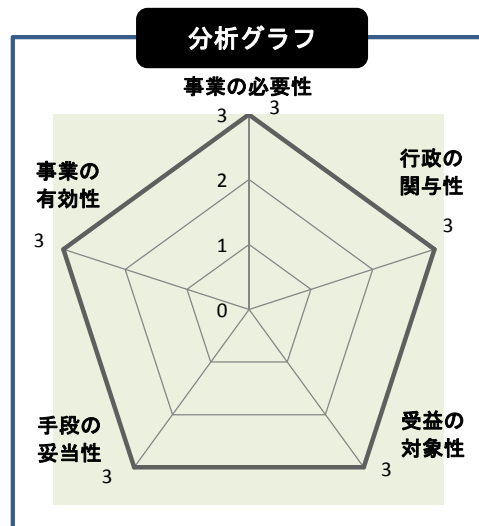 分析グラフ
事業の必要性
3
3
行政の
関与性
3
事業の
有効性
3
2
1
0
手段の
妥当性
3
受益の
対象性
3